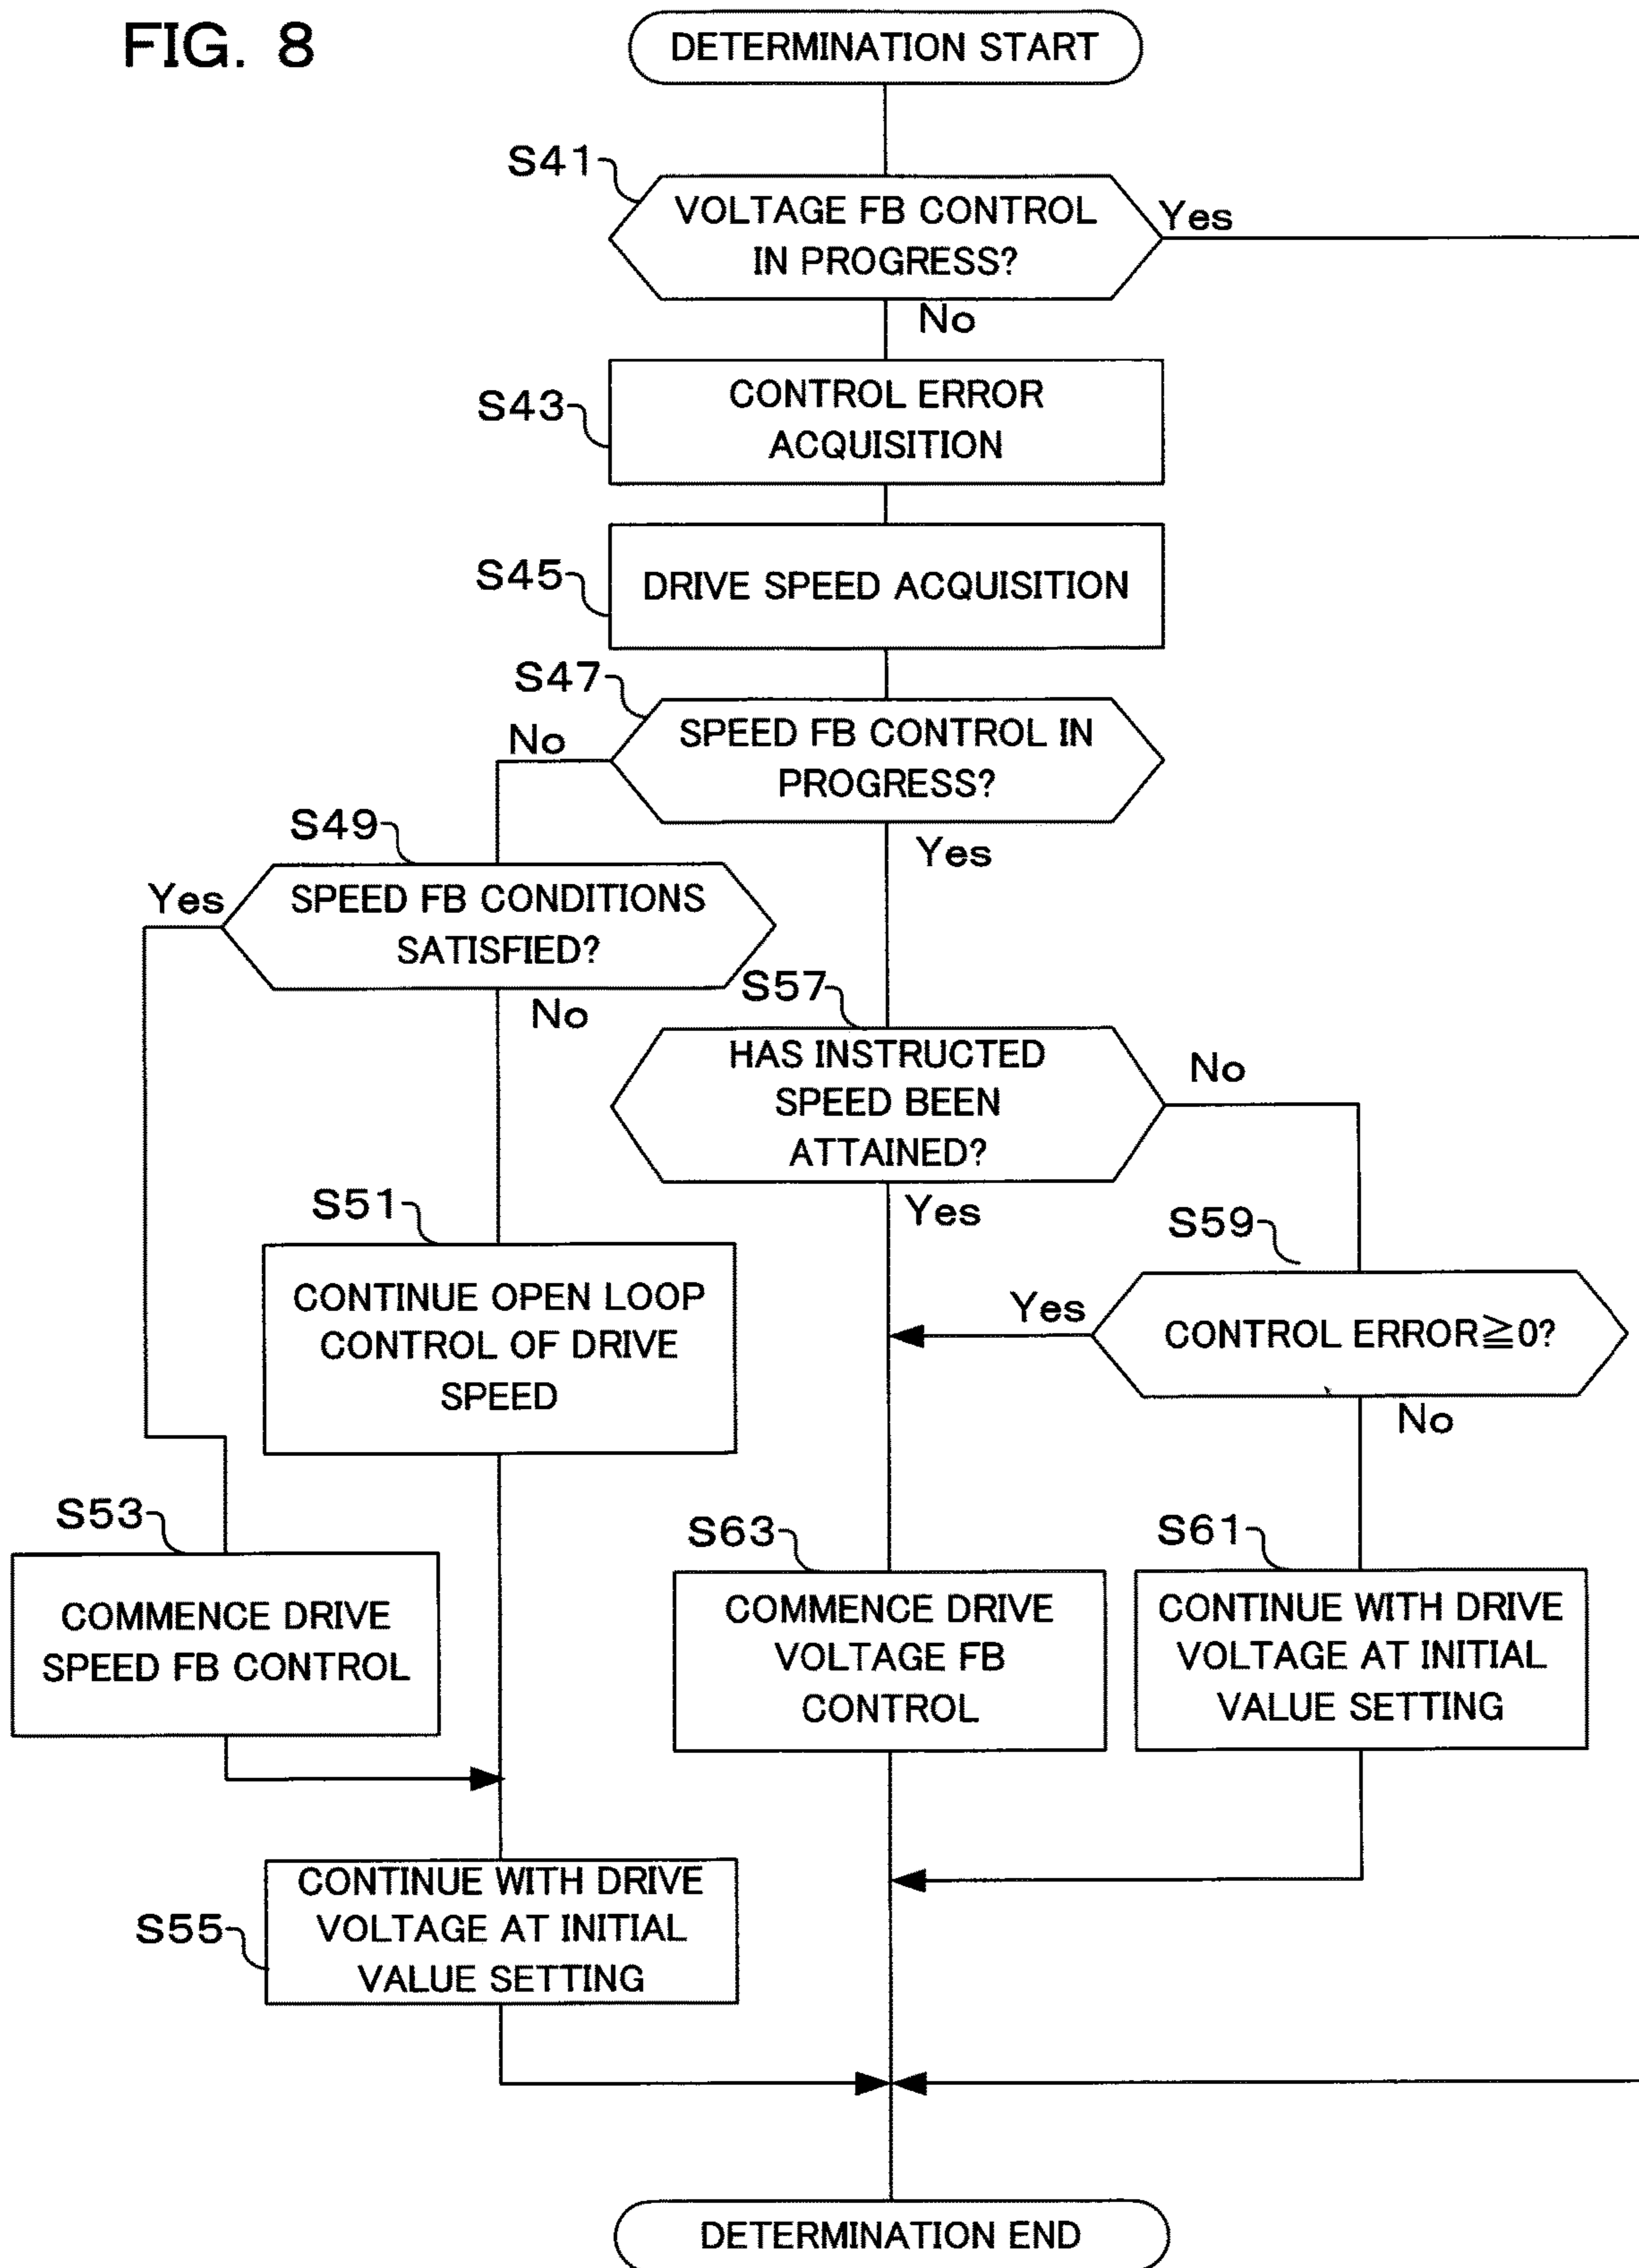 FIG. 8
DETERMINATION START
S41
VOLTAGE FB CONTROL
IN PROGRESS?
Yes
No
S43
CONTROL ERROR
ACQUISITION
S45
DRIVE SPEED ACQUISITION
S47
SPEED FB CONTROL IN
PROGRESS?
No
Yes
S49
SPEED FB CONDITIONS
SATISFIED?
Yes
No
S57
HAS INSTRUCTED
SPEED BEEN
ATTAINED?
No
Yes
S51
CONTINUE OPEN LOOP
CONTROL OF DRIVE
SPEED
S59
CONTROL ERROR≧0?
Yes
No
S53
COMMENCE DRIVE
SPEED FB CONTROL
S63
COMMENCE DRIVE
VOLTAGE FB
CONTROL
S61
CONTINUE WITH DRIVE
VOLTAGE AT INITIAL
VALUE SETTING
S55
CONTINUE WITH DRIVE
VOLTAGE AT INITIAL
VALUE SETTING
DETERMINATION END